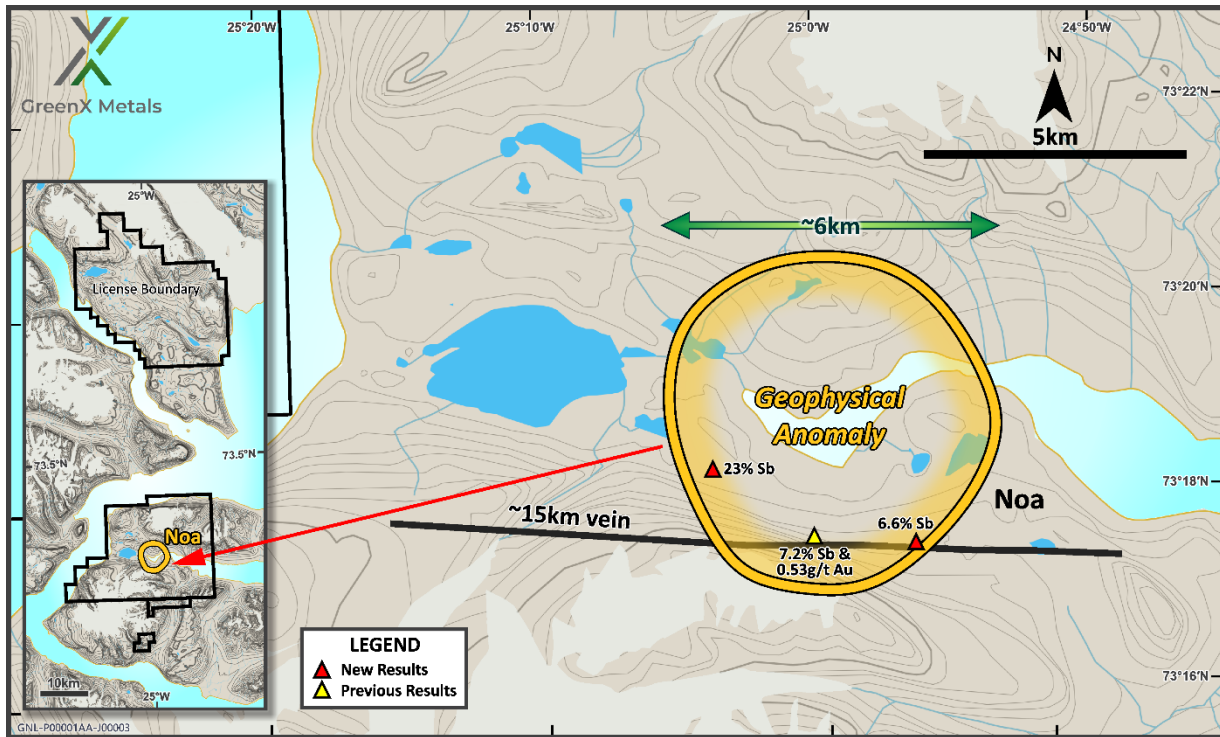 25°20'W
25°10'W
25°0'W
24°50'W
GreenX Metals
N
5km
73°22'N
25°W
License Boundary
73.5°N
73.5°N
Noa
10km
25°W
~6km
73°20'N
Geophysical
Anomaly
23% Sb
73°18'N
Noa
~15km vein
6.6% Sb
7.2% Sb &
0.53g/t Au
LEGEND
New Results
Previous Results
73°16'N
GNL-P00001AA-J00003